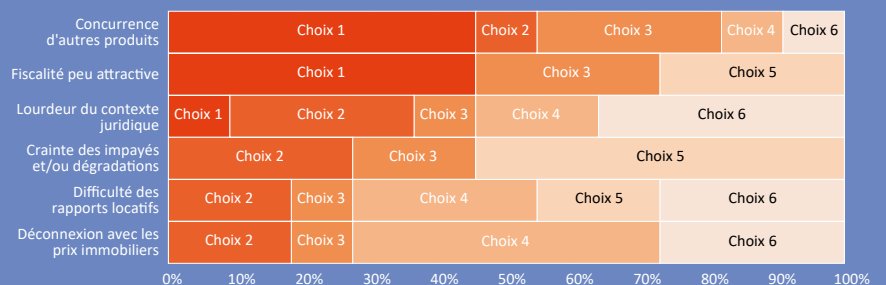 Concurrence
d'autres produits
Choix 1
Choix 2
Choix 3
Choix 4
Choix 6
Fiscalité peu attractive
Choix 1
Choix 3
Choix 5
Lourdeur du contexte
juridique
Choix 1
Choix 2
Choix 3
Choix 4
Choix 6
Crainte des impayés
et/ou dégradations
Choix 2
Choix 3
Choix 5
Difficulté des
rapports locatifs
Choix 2
Choix 3
Choix 4
Choix 5
Choix 6
Déconnexion avec les
prix immobiliers
Choix 2
Choix 3
Choix 4
Choix 6
0% 10% 20% 30% 40% 50% 60% 70% 80% 90% 100%